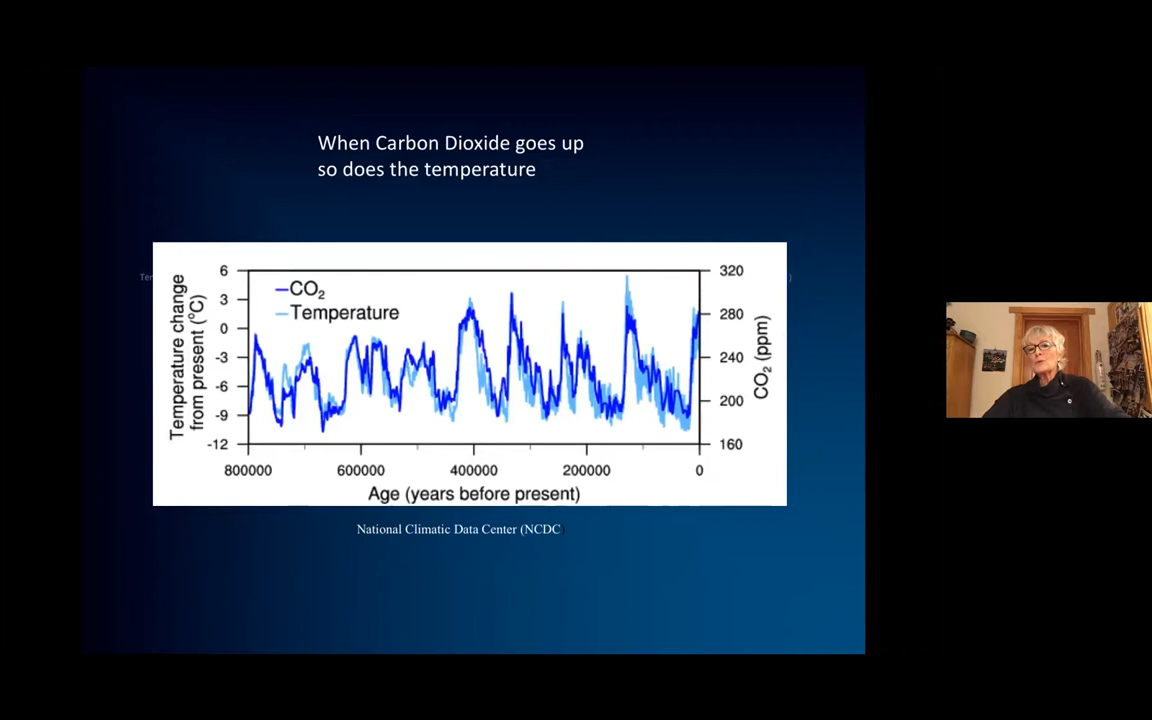 When Carbon Dioxide goes up
so does the temperature
Temperature change
from present (°C)
6
3
0
-3
-6
-9
-12
CO2
Temperature
320
280
240
200
160
CO2 (ppm)
800000 600000 400000 200000 0
Age (years before present)
National Climatic Data Center (NCDC)